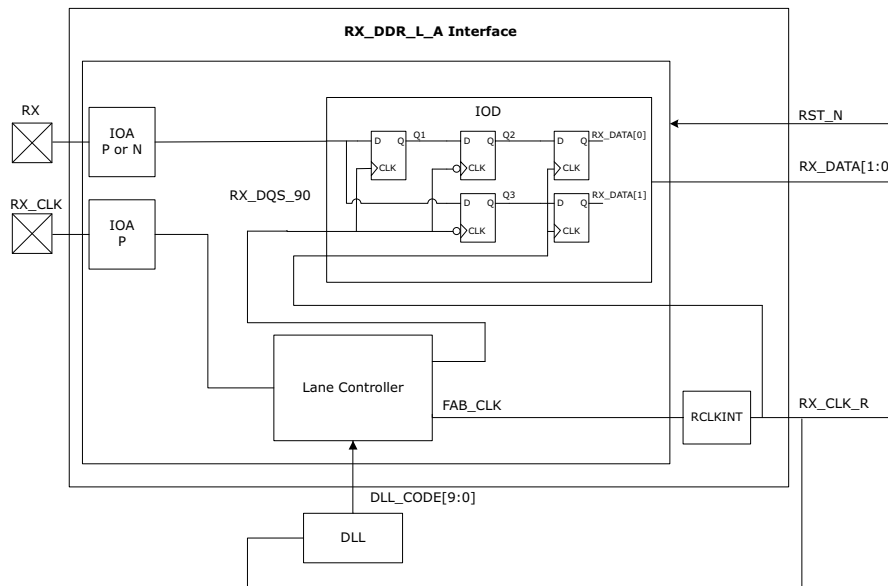 RX_DDR_L_A Interface
RX
IOA
P or N
IOD
RST_N
D
Q
Q1
D
Q
Q2
D
Q
RX_DATA[0]
CLK
CLK
CLK
RX_DATA[1:0
RX_DQS_90
RX_CLK
IOA
P
D
Q
Q3
D
Q
RX_DATA[1]
CLK
CLK
Lane Controller
FAB_CLK
RCLKINT
RX_CLK_R
DLL_CODE[9:0]
DLL